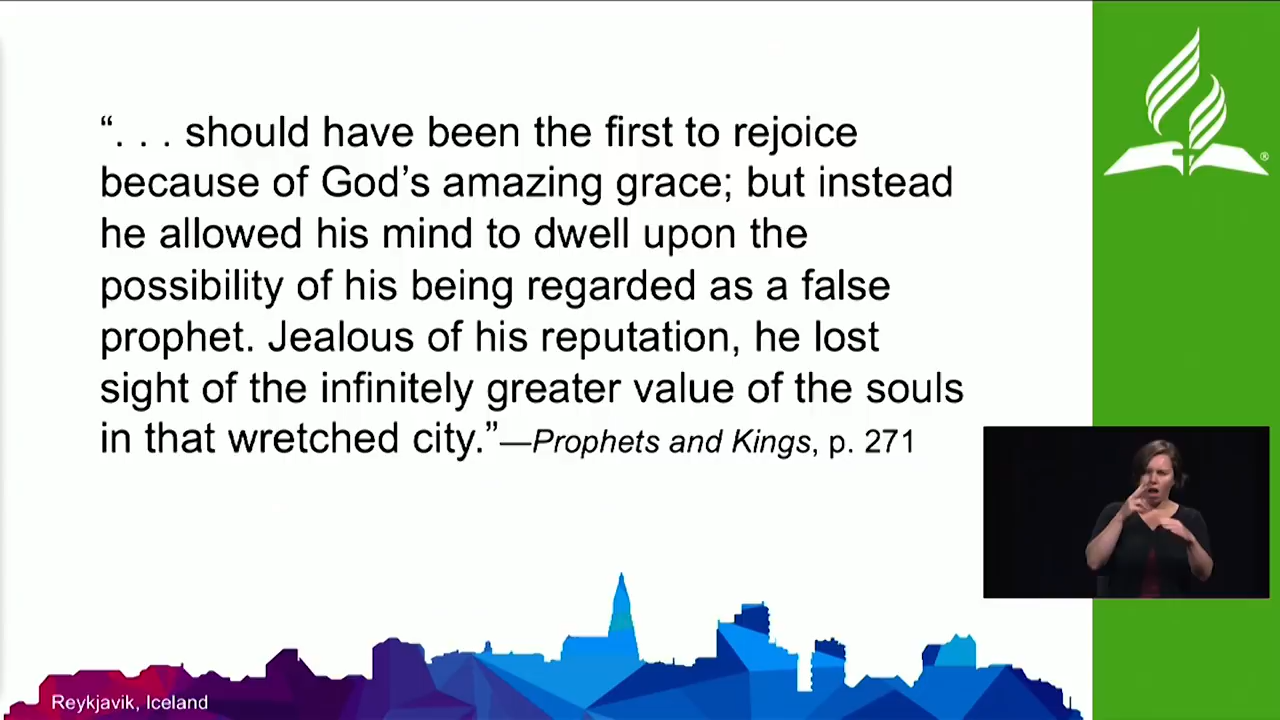 “. . . should have been the first to rejoice
because of God’s amazing grace; but instead
he allowed his mind to dwell upon the
possibility of his being regarded as a false
prophet. Jealous of his reputation, he lost
sight of the infinitely greater value of the souls
in that wretched city.”—Prophets and Kings, p. 271
®
Reykjavik, Iceland